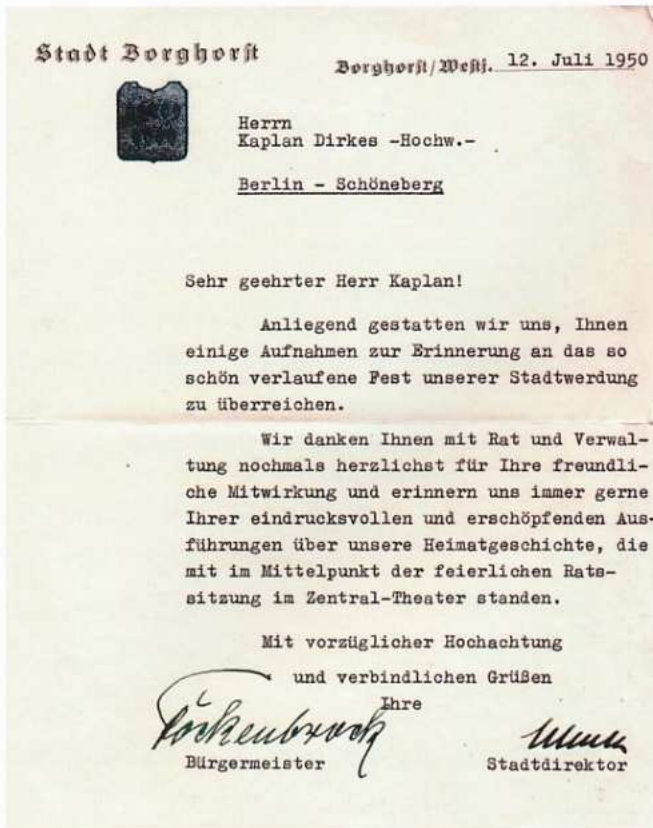 Stadt Borghorst
Borghorst/Westf. 12. Juli 1950
Herrn
Kaplan Dirkes -Hochw.-
Berlin - Schöneberg
Sehr geehrter Herr Kaplan!
Anliegend gestatten wir uns, Ihnen
einige Aufnahmen zur Erinnerung an das so
schön verlaufene Fest unserer Stadtwerdung
zu überreichen.
Wir danken Ihnen mit Rat und Verwal-
tung nochmals herzlichst für Ihre freundli-
che Mitwirkung und erinnern uns immer gerne
Ihrer eindrucksvollen und erschöpfenden Aus-
führungen über unsere Heimatgeschichte, die
mit im Mittelpunkt der feierlichen Rats-
sitzung im Zentral-Theater standen.
Mit vorzüglicher Hochachtung
und verbindlichen Grüßen
Ihre
Bürgermeister Stadtdirektor